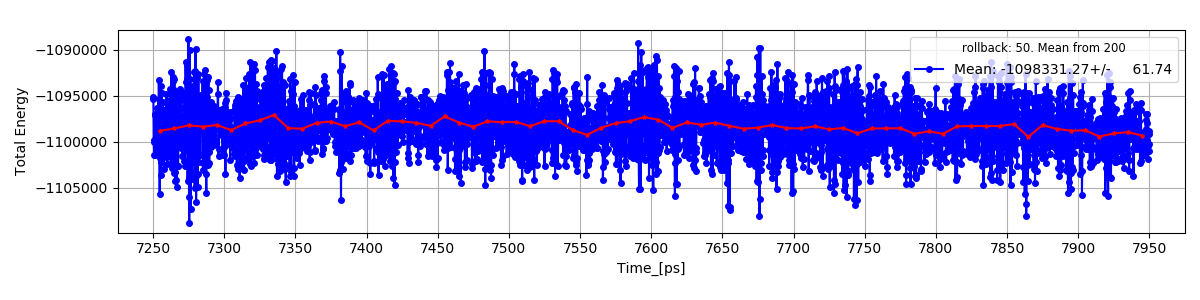 rollback: 50. Mean from 200
Mean: -1098331.27+/- 61.74
Total Energy
−1090000
−1095000
−1100000
−1105000
7250 7300 7350 7400 7450 7500 7550 7600 7650 7700 7750 7800 7850 7900 7950
Time_[ps]